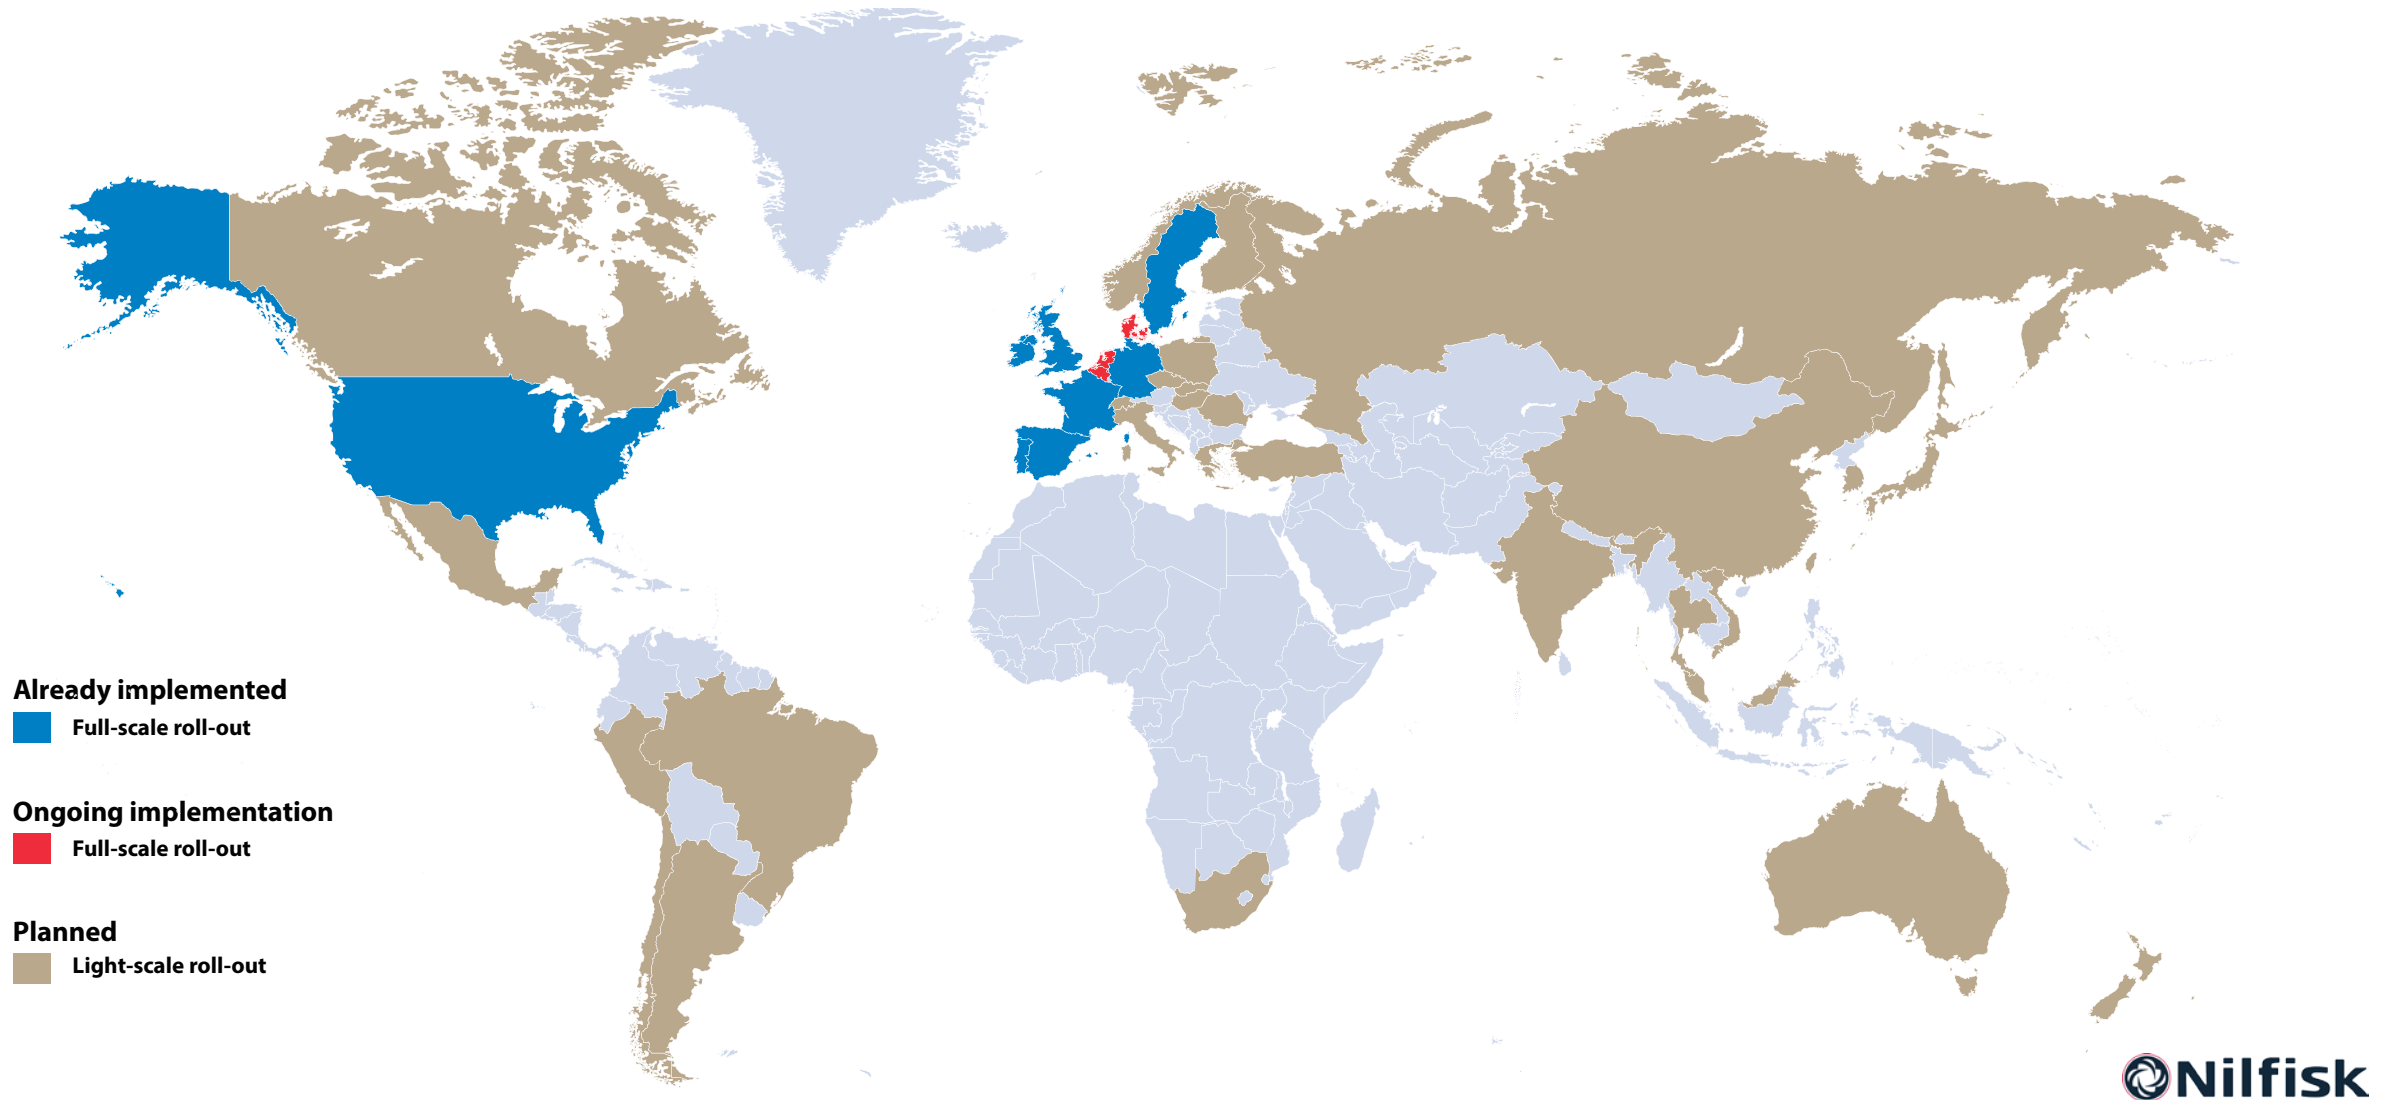 Already implemented
Full-scale roll-out
Ongoing implementation
Full-scale roll-out
Planned
Light-scale roll-out
Nilfisk